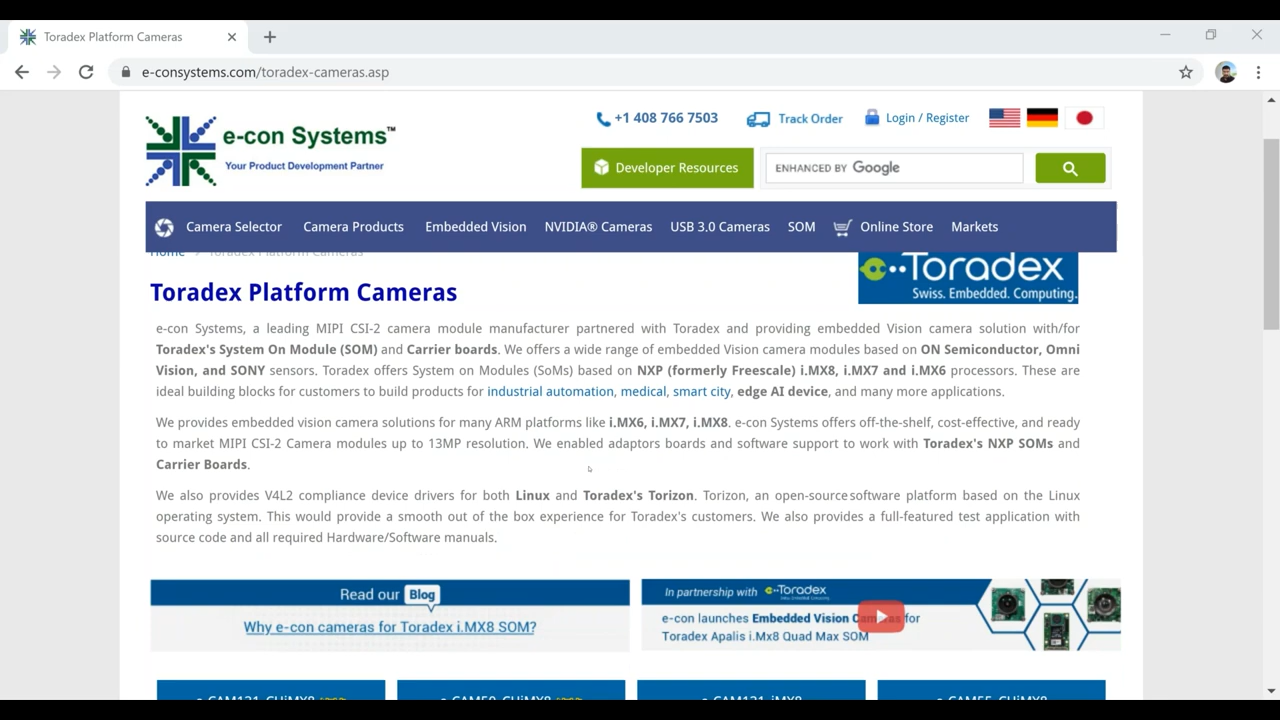 Toradex Platform Cameras
e-consystems.com/toradex-cameras.asp
+1 408 766 7503
Track Order
Login / Register
e-con Systems™
Your Product Development Partner
Developer Resources
ENHANCED BY Google
Camera Selector
Camera Products
Embedded Vision
NVIDIA® Cameras
USB 3.0 Cameras
SOM
Online Store
Markets
Home > Toradex Platform Cameras
Toradex
Swiss. Embedded. Computing.
Toradex Platform Cameras
e-con Systems, a leading MIPI CSI-2 camera module manufacturer partnered with Toradex and providing embedded Vision camera solution with/for
Toradex's System On Module (SOM) and Carrier boards. We offers a wide range of embedded Vision camera modules based on ON Semiconductor, Omni
Vision, and SONY sensors. Toradex offers System on Modules (SoMs) based on NXP (formerly Freescale) i.MX8, i.MX7 and i.MX6 processors. These are
ideal building blocks for customers to build products for industrial automation, medical, smart city, edge AI device, and many more applications.
We provides embedded vision camera solutions for many ARM platforms like i.MX6, i.MX7, i.MX8. e-con Systems offers off-the-shelf, cost-effective, and ready
to market MIPI CSI-2 Camera modules up to 13MP resolution. We enabled adaptors boards and software support to work with Toradex's NXP SOMs and
Carrier Boards.
We also provides V4L2 compliance device drivers for both Linux and Toradex's Torizon. Torizon, an open-source software platform based on the Linux
operating system. This would provide a smooth out of the box experience for Toradex's customers. We also provides a full-featured test application with
source code and all required Hardware/Software manuals.
Read our Blog
Why e-con cameras for Toradex i.MX8 SOM?
In partnership with Toradex
e-con launches Embedded Vision Cameras for
Toradex Apalis i.Mx8 Quad Max SOM
e-CAM131_CUiMX8
e-CAM50_CUiMX8
e-CAM131_iMX8
e-CAM55_CUiMX8